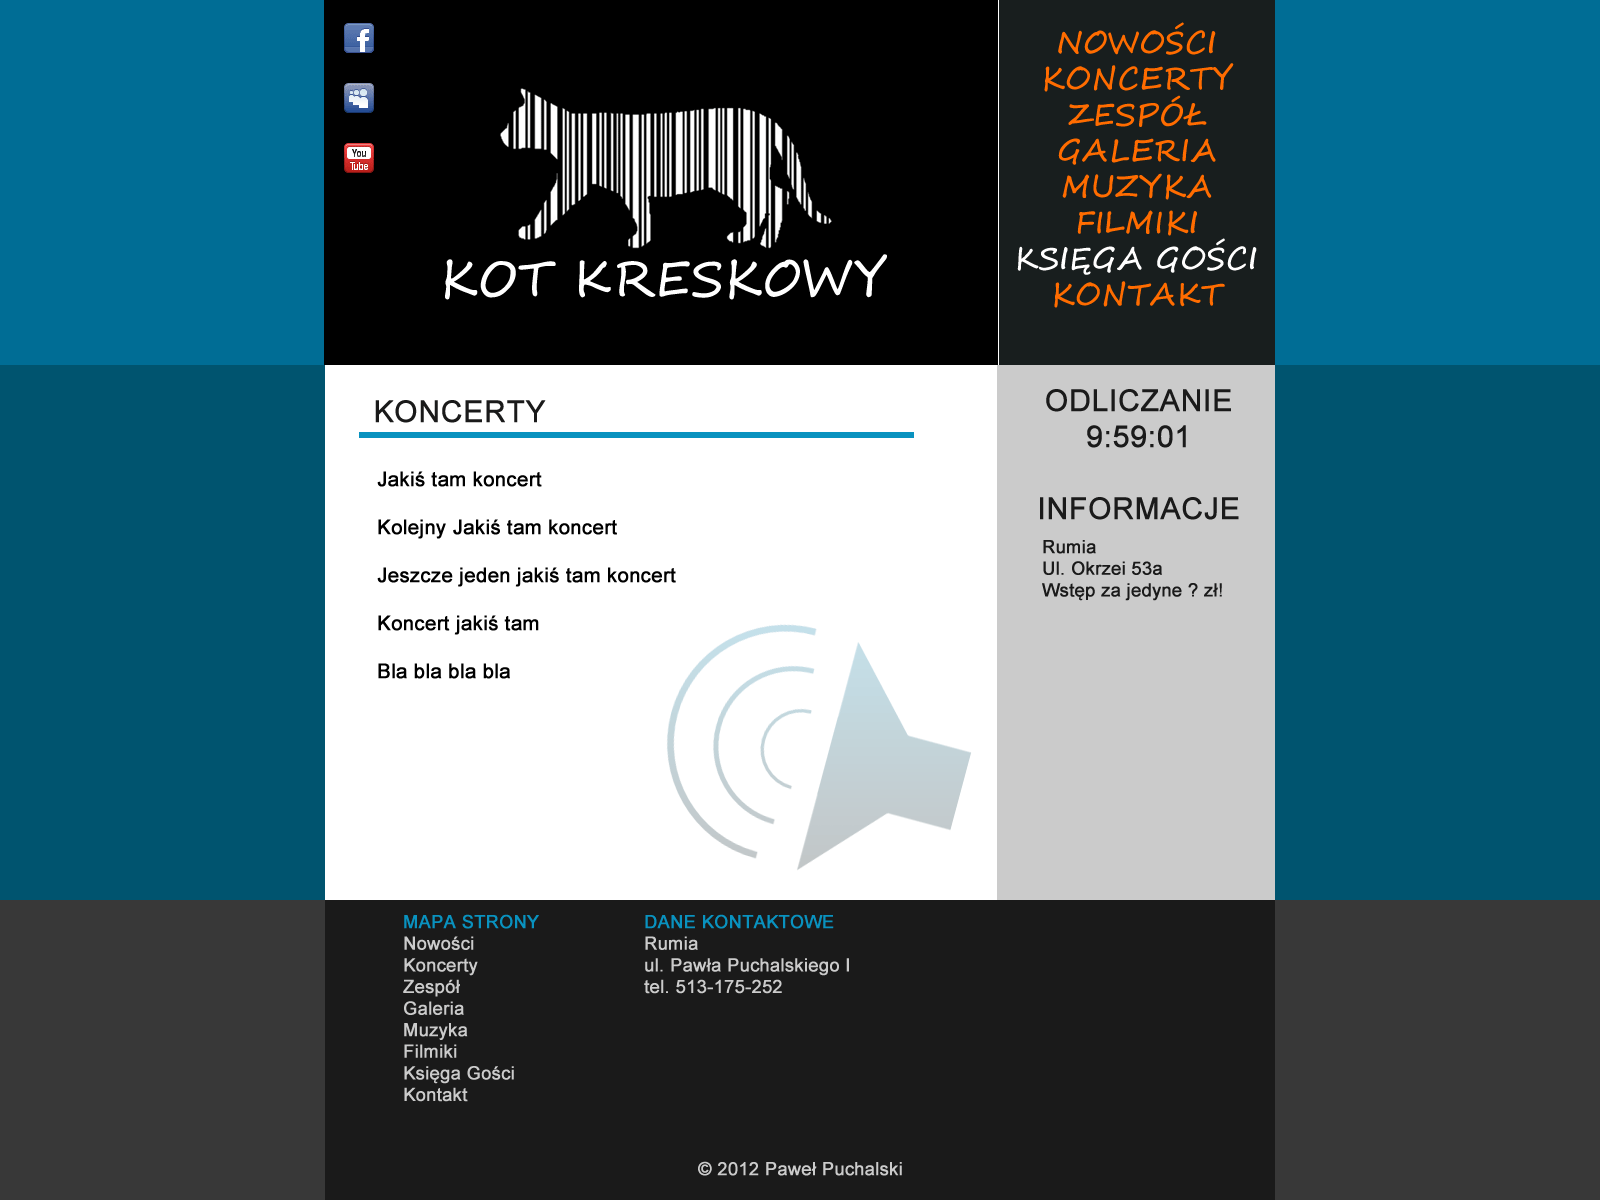 f
You
Tube
KOT KRESKOWY
NOWOŚCI
KONCERTY
ZESPÓŁ
GALERIA
MUZYKA
FILMIKI
KSIĘGA GOŚCI
KONTAKT
KONCERTY
Jakiś tam koncert
Kolejny Jakiś tam koncert
Jeszcze jeden jakiś tam koncert
Koncert jakiś tam
Bla bla bla bla
ODLICZANIE
9:59:01
INFORMACJE
Rumia
Ul. Okrzei 53a
Wstęp za jedyne ? zł!
MAPA STRONY
Nowości
Koncerty
Zespół
Galeria
Muzyka
Filmiki
Księga Gości
Kontakt
DANE KONTAKTOWE
Rumia
ul. Pawła Puchalskiego I
tel. 513-175-252
© 2012 Paweł Puchalski